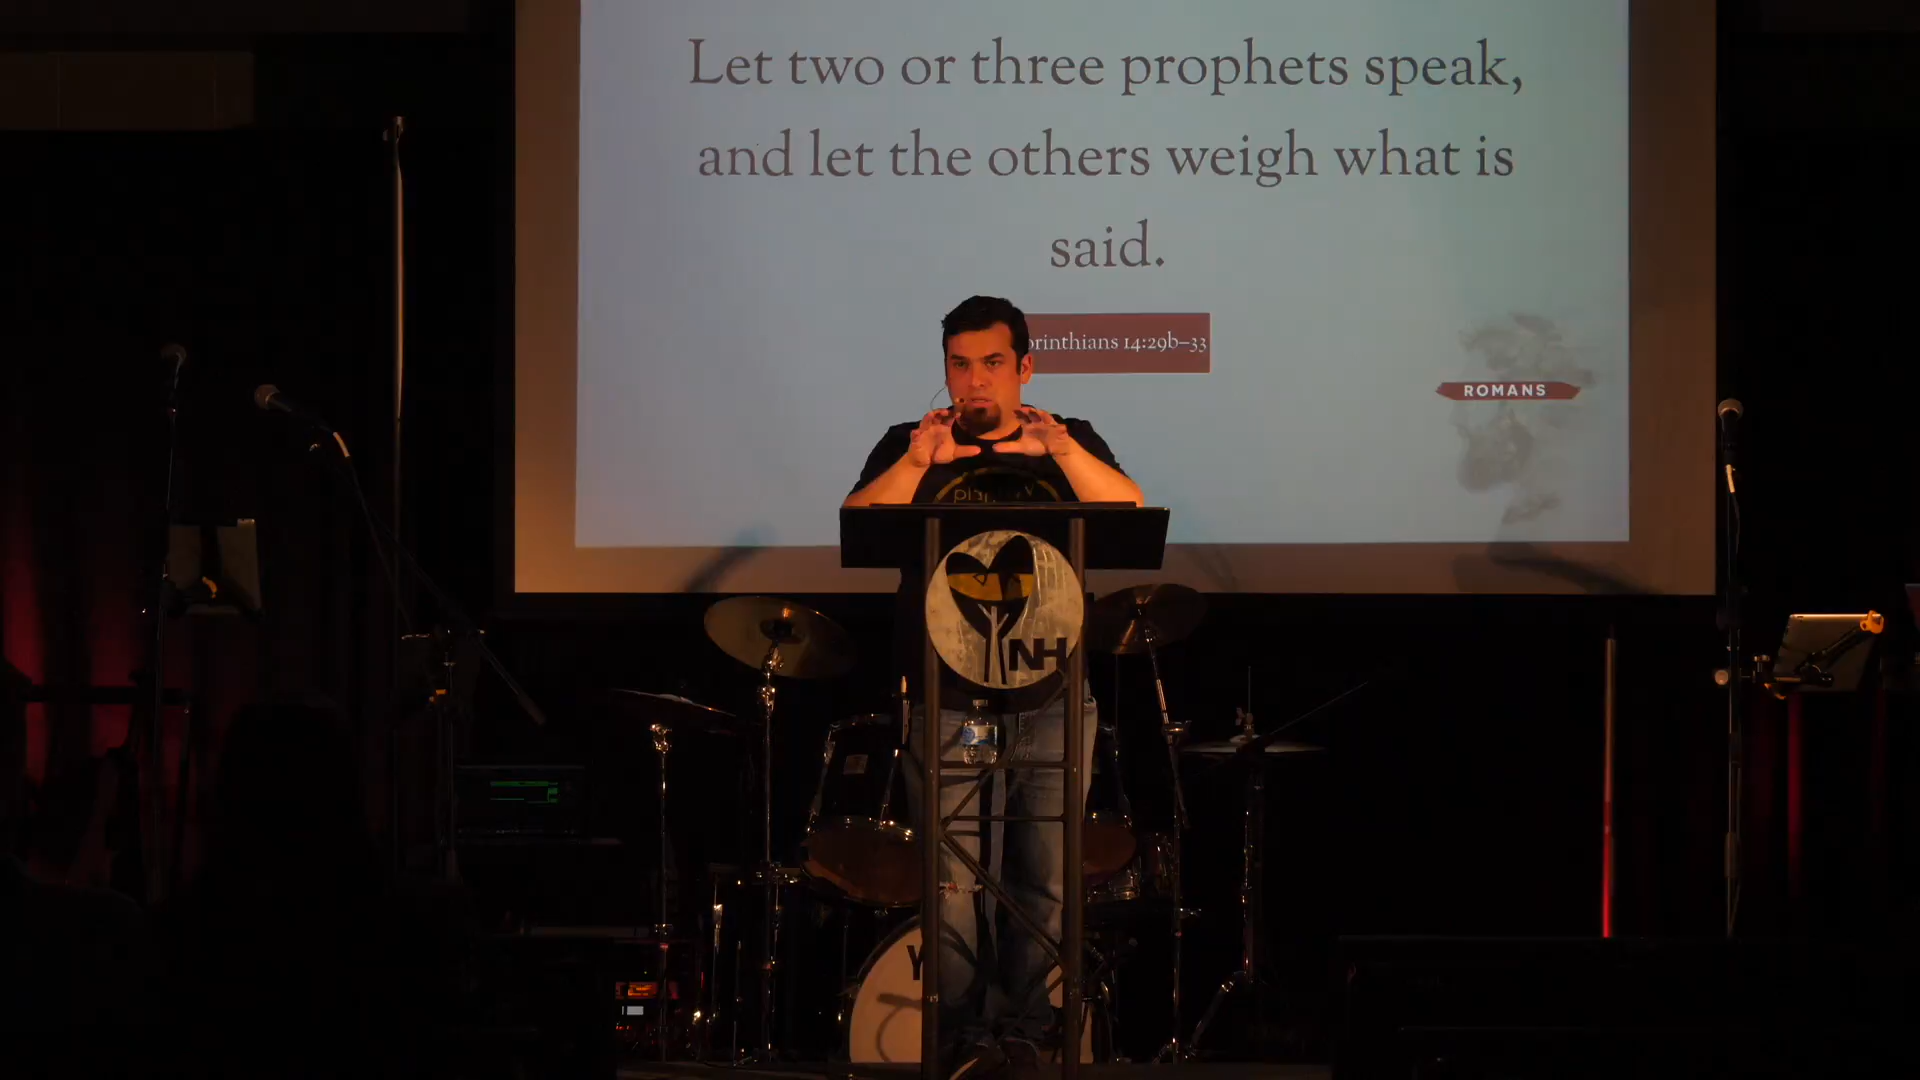 Let two or three prophets speak,
and let the others weigh what is
said.
orinthians 14:29b–33
ROMANS
NH